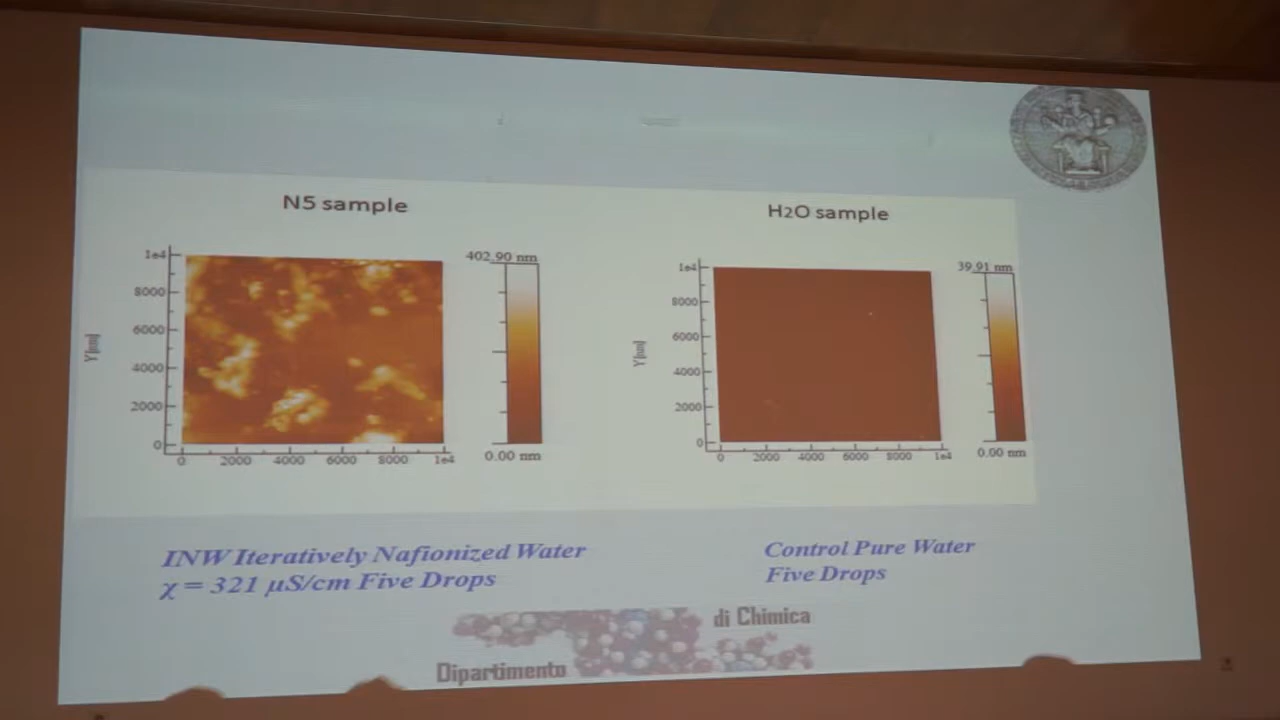 N5 sample
H2O sample
1e4
8000
6000
4000
2000
0
Y[nm]
0 2000 4000 6000 8000 1e4
402.90 nm
0.00 nm
1e4
8000
6000
4000
2000
0
Y[nm]
0 2000 4000 6000 8000 1e4
39.91 nm
0.00 nm
INW Iteratively Nafionized Water
χ = 321 μS/cm Five Drops
Control Pure Water
Five Drops
Dipartimento
di Chimica